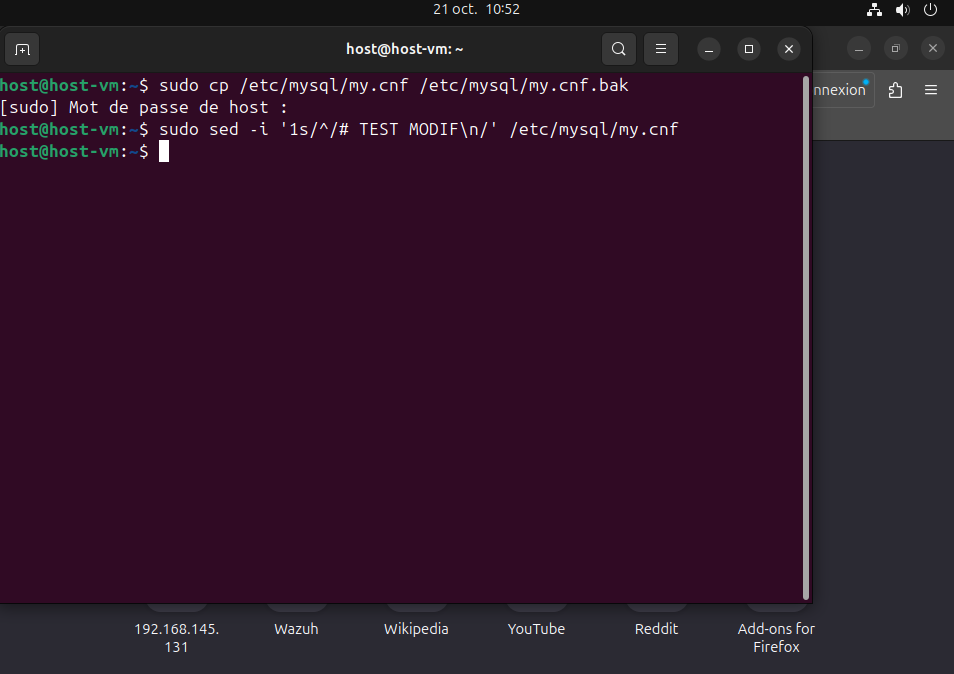 21 oct. 10:52
host@host-vm: ~
host@host-vm:~$ sudo cp /etc/mysql/my.cnf /etc/mysql/my.cnf.bak
[sudo] Mot de passe de host :
host@host-vm:~$ sudo sed -i '1s/^/# TEST MODIF\n/' /etc/mysql/my.cnf
host@host-vm:~$
nnexion
192.168.145.
131
Wazuh
Wikipedia
YouTube
Reddit
Add-ons for
Firefox